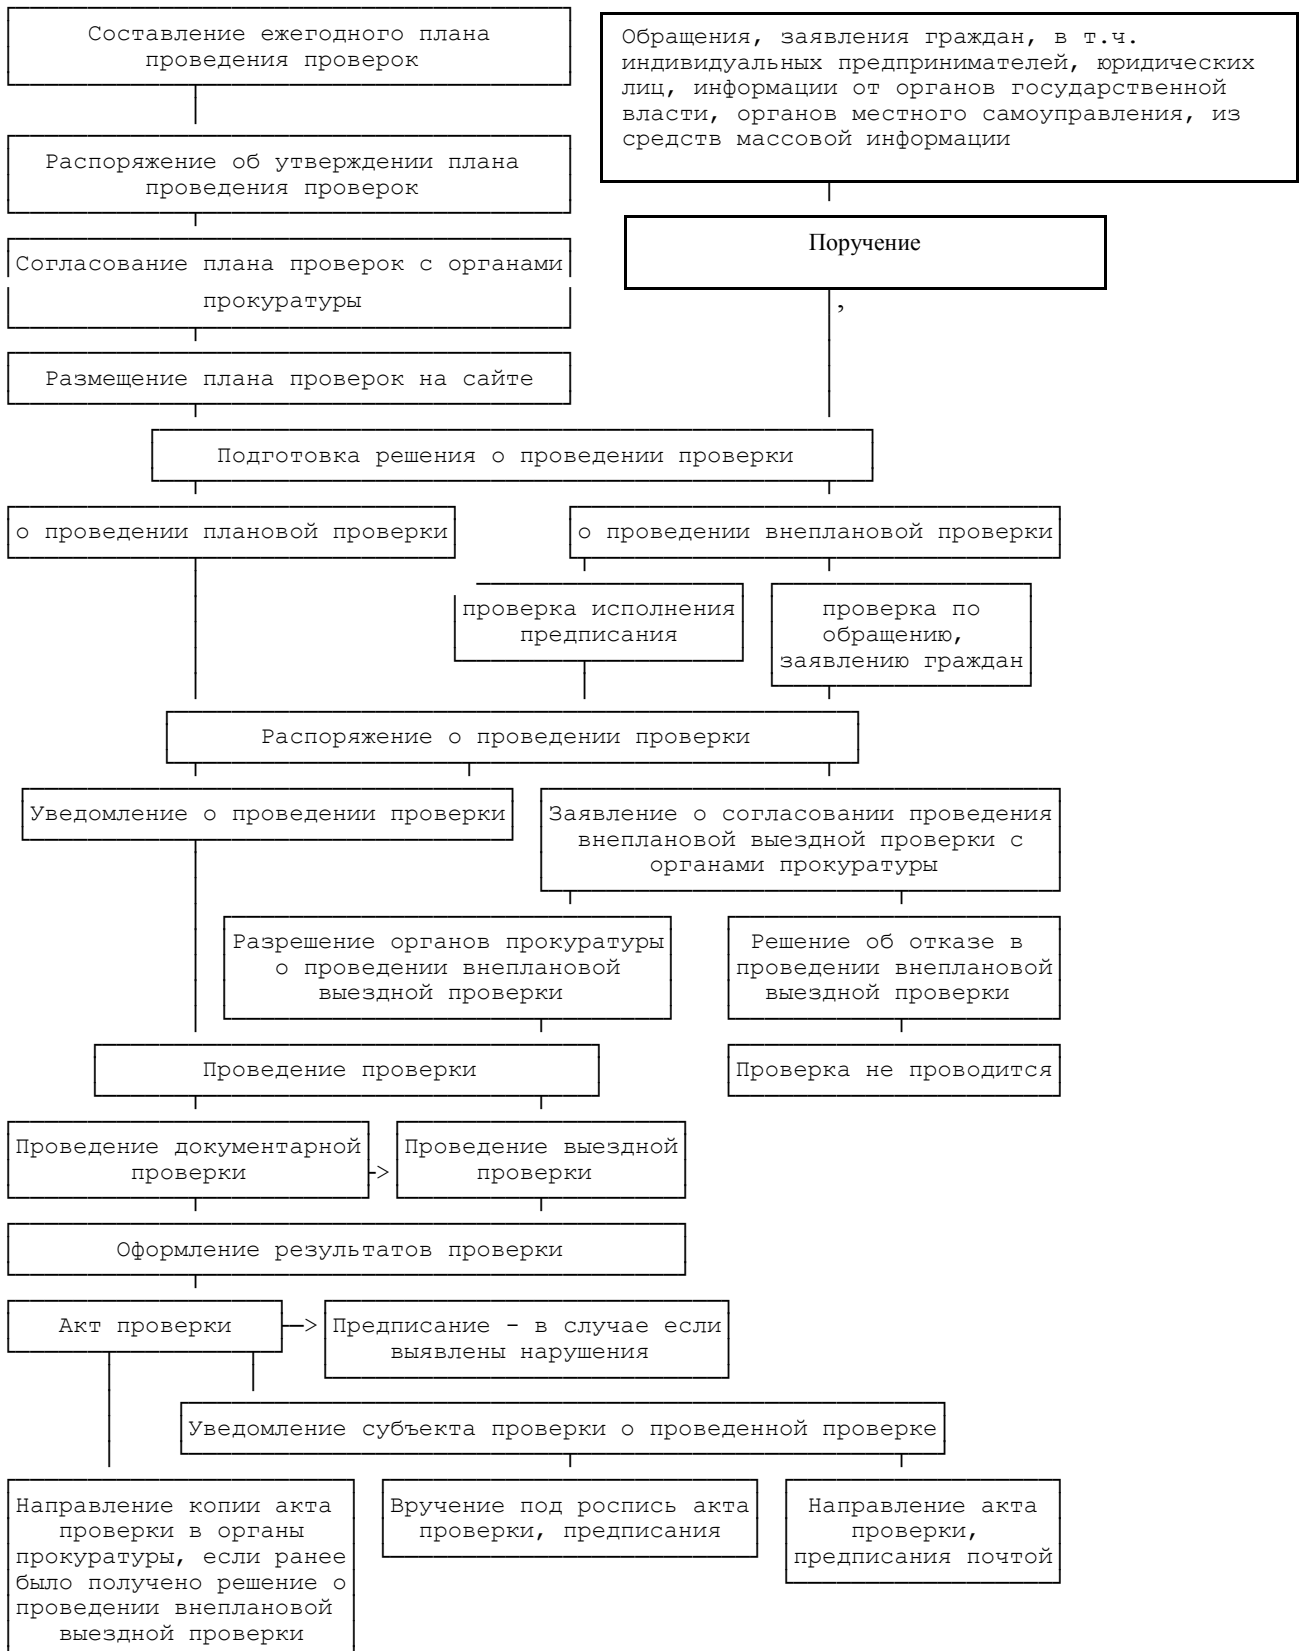 Составление ежегодного плана
проведения проверок
Обращения, заявления граждан, в т.ч.
индивидуальных предпринимателей, юридических
лиц, информации от органов государственной
власти, органов местного самоуправления, из
средств массовой информации
Распоряжение об утверждении плана
проведения проверок
Поручение
Согласование плана проверок с органами
прокуратуры
,
Размещение плана проверок на сайте
Подготовка решения о проведении проверки
о проведении плановой проверки
о проведении внеплановой проверки
проверка исполнения
предписания
проверка по
обращению,
заявлению граждан
Распоряжение о проведении проверки
Уведомление о проведении проверки
Заявление о согласовании проведения
внеплановой выездной проверки с
органами прокуратуры
Разрешение органов прокуратуры
о проведении внеплановой
выездной проверки
Решение об отказе в
проведении внеплановой
выездной проверки
Проведение проверки
Проверка не проводится
Проведение документарной
проверки
->
Проведение выездной
проверки
Оформление результатов проверки
Акт проверки
—>
Предписание - в случае если
выявлены нарушения
Уведомление субъекта проверки о проведенной проверке
Направление копии акта
проверки в органы
прокуратуры, если ранее
было получено решение о
проведении внеплановой
выездной проверки
Вручение под роспись акта
проверки, предписания
Направление акта
проверки,
предписания почтой